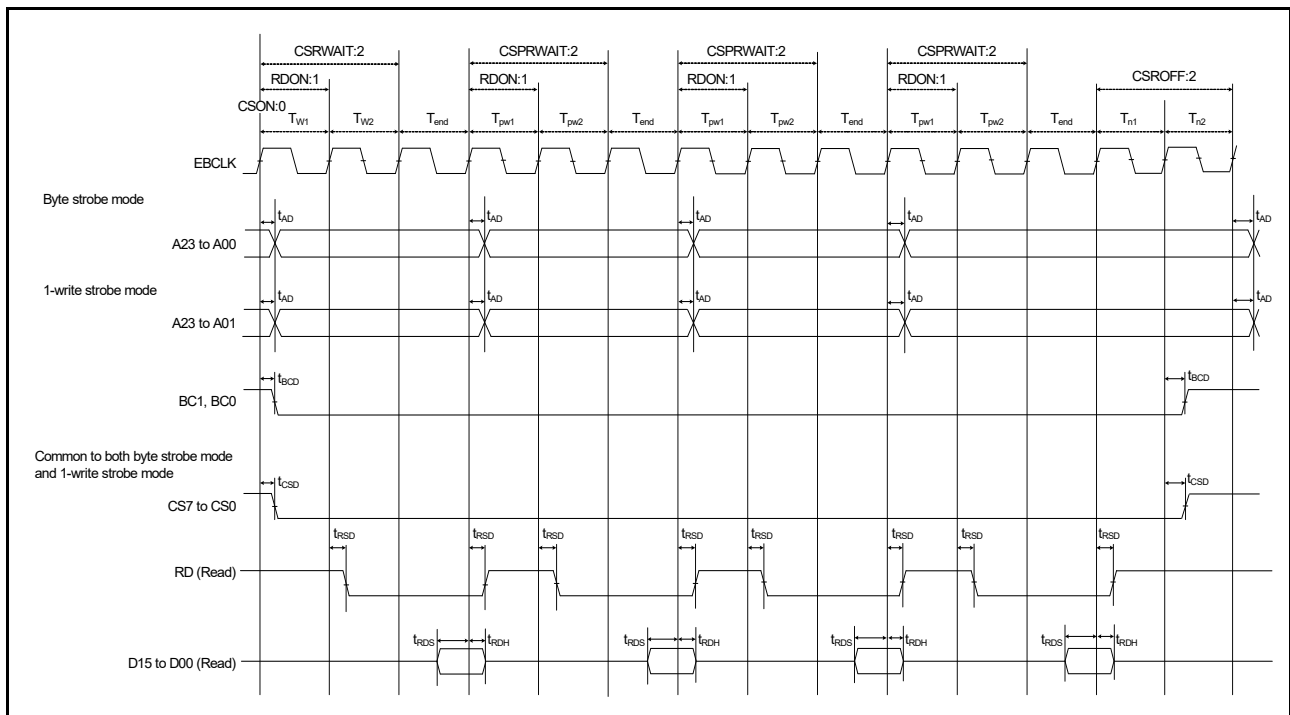 CSRWAIT:2 CSPRWAIT:2 CSPRWAIT:2 CSPRWAIT:2
RDON:1 RDON:1 RDON:1 RDON:1 CSROFF:2
CSON:0
TW1 TW2 Tend Tpw1 Tpw2 Tend Tpw1 Tpw2 Tend Tpw1 Tpw2 Tend Tn1 Tn2
EBCLK
Byte strobe mode
tAD tAD tAD tAD tAD
A23 to A00
1-write strobe mode
tAD tAD tAD tAD tAD
A23 to A01
tBCD tBCD
BC1, BC0
Common to both byte strobe mode
and 1-write strobe mode
tCSD tCSD
CS7 to CS0
tRSD tRSD tRSD tRSD tRSD tRSD tRSD tRSD
RD (Read)
tRDS tRDH tRDS tRDH tRDS tRDH tRDS tRDH
D15 to D00 (Read)